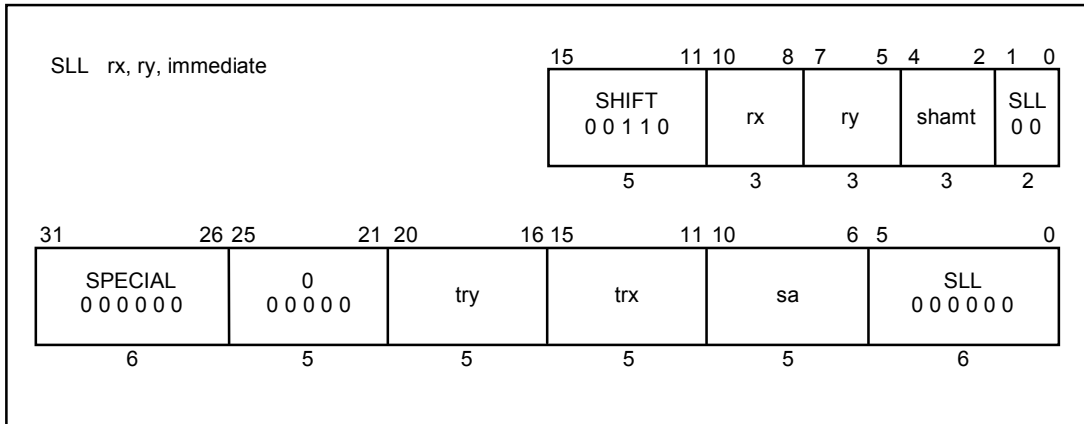 SLL rx, ry, immediate
15 11 10 8 7 5 4 2 1 0
SHIFT rx ry shamt SLL
0 0 1 1 0 0 0
5 3 3 3 2
31 26 25 21 20 16 15 11 10 6 5 0
SPECIAL 0 try trx sa SLL
0 0 0 0 0 0 0 0 0 0 0 0 0 0 0 0 0
6 5 5 5 5 6